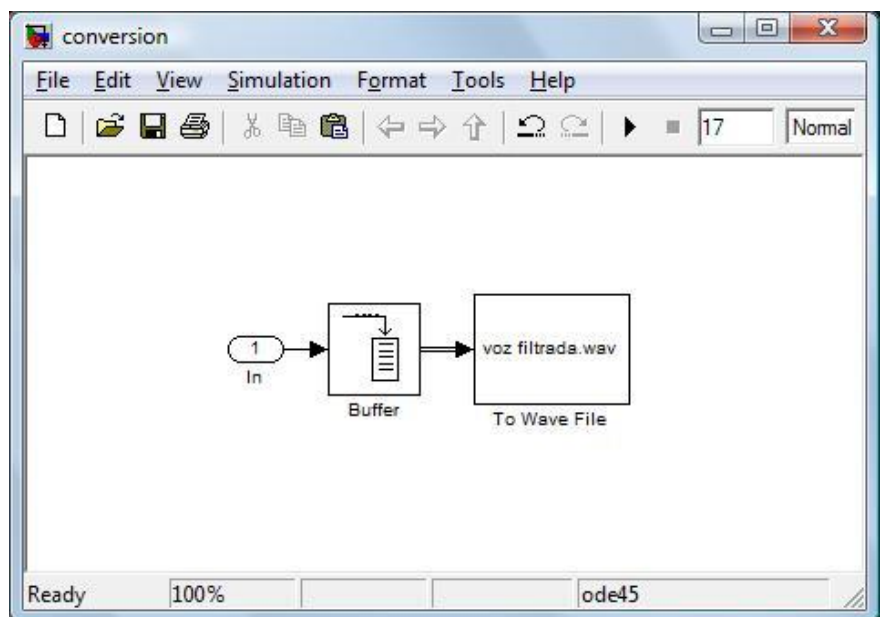 conversion
File Edit View Simulation Format Tools Help
17 Normal
1
In
Buffer
voz filtrada.wav
To Wave File
Ready 100% ode45